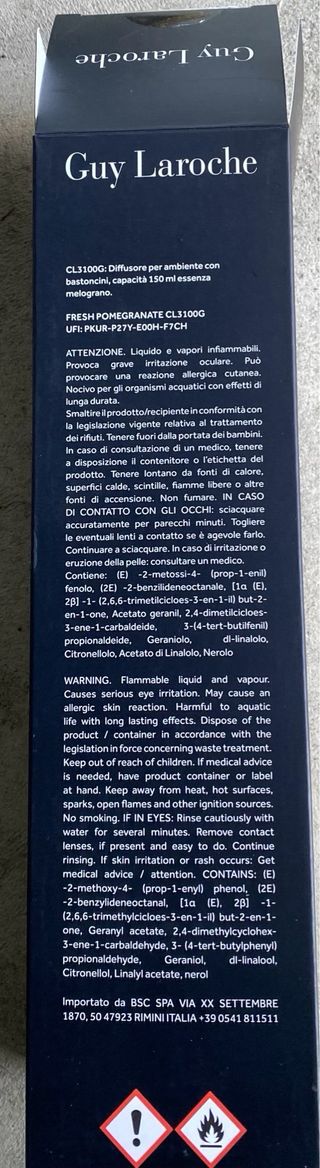 Guy Laroche
Guy Laroche
CL3100G: Diffusore per ambiente con
bastoncini, capacità 150 ml essenza
melograno.
FRESH POMEGRANATE CL3100G
UFI: PKUR-P27Y-E00H-F7CH
ATTENZIONE. Liquido e vapori infiammabili.
Provoca grave irritazione oculare. Può
provocare una reazione allergica cutanea.
Nocivo per gli organismi acquatici con effetti di
lunga durata.
Smaltire il prodotto/recipiente in conformità con
la legislazione vigente relativa al trattamento
dei rifiuti. Tenere fuori dalla portata dei bambini.
In caso di consultazione di un medico, tenere
a disposizione il contenitore o l'etichetta del
prodotto. Tenere lontano da fonti di calore,
superfici calde, scintille, fiamme libere o altre
fonti di accensione. Non fumare. IN CASO
DI CONTATTO CON GLI OCCHI: sciacquare
accuratamente per parecchi minuti. Togliere
le eventuali lenti a contatto se è agevole farlo.
Continuare a sciacquare. In caso di irritazione o
eruzione della pelle: consultare un medico.
Contiene: (E) -2-metossi-4- (prop-1-enil)
fenolo, (2E) -2-benzilideneoctanale, [1α (E),
2β] -1- (2,6,6-trimetilcicloes-3-en-1-il) but-2-
en-1-one, Acetato geranil, 2,4-dimetilcicloes-
3-ene-1-carbaldeide, 3-(4-tert-butilfenil)
propionaldeide, Geraniolo, dl-linalolo,
Citronellolo, Acetato di Linalolo, Nerolo
WARNING. Flammable liquid and vapour.
Causes serious eye irritation. May cause an
allergic skin reaction. Harmful to aquatic
life with long lasting effects. Dispose of the
product / container in accordance with the
legislation in force concerning waste treatment.
Keep out of reach of children. If medical advice
is needed, have product container or label
at hand. Keep away from heat, hot surfaces,
sparks, open flames and other ignition sources.
No smoking. IF IN EYES: Rinse cautiously with
water for several minutes. Remove contact
lenses, if present and easy to do. Continue
rinsing. If skin irritation or rash occurs: Get
medical advice / attention. CONTAINS: (E)
-2-methoxy-4- (prop-1-enyl) phenol, (2E)
-2-benzylideneoctanal, [1α (E), 2β] -1-
(2,6,6-trimethylcicloes-3-en-1-il) but-2-en-1-
one, Geranyl acetate, 2,4-dimethylcyclohex-
3-ene-1-carbaldehyde, 3- (4-tert-butylphenyl)
propionaldehyde, Geraniol, dl-linalool,
Citronellol, Linalyl acetate, nerol
Importato da BSC SPA VIA XX SETTEMBRE
1870, 50 47923 RIMINI ITALIA +39 0541 811511